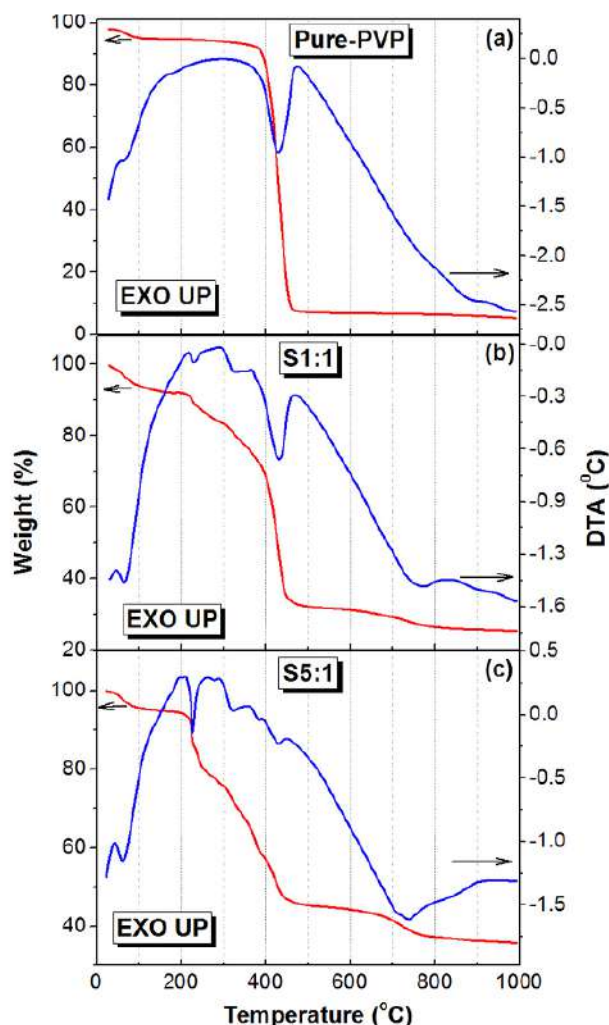 100
80
60
40
20
0
Pure-PVP
(a)
EXO UP
0.0
-0.5
-1.0
-1.5
-2.0
-2.5
100
80
60
40
20
S1:1
(b)
EXO UP
-0.0
-0.3
-0.6
-0.9
-1.3
-1.6
Weight (%)
DTA (⁰C)
100
80
60
40
S5:1
(c)
EXO UP
0.5
0.0
-0.5
-1.0
-1.5
0 200 400 600 800 1000
Temperature (°C)